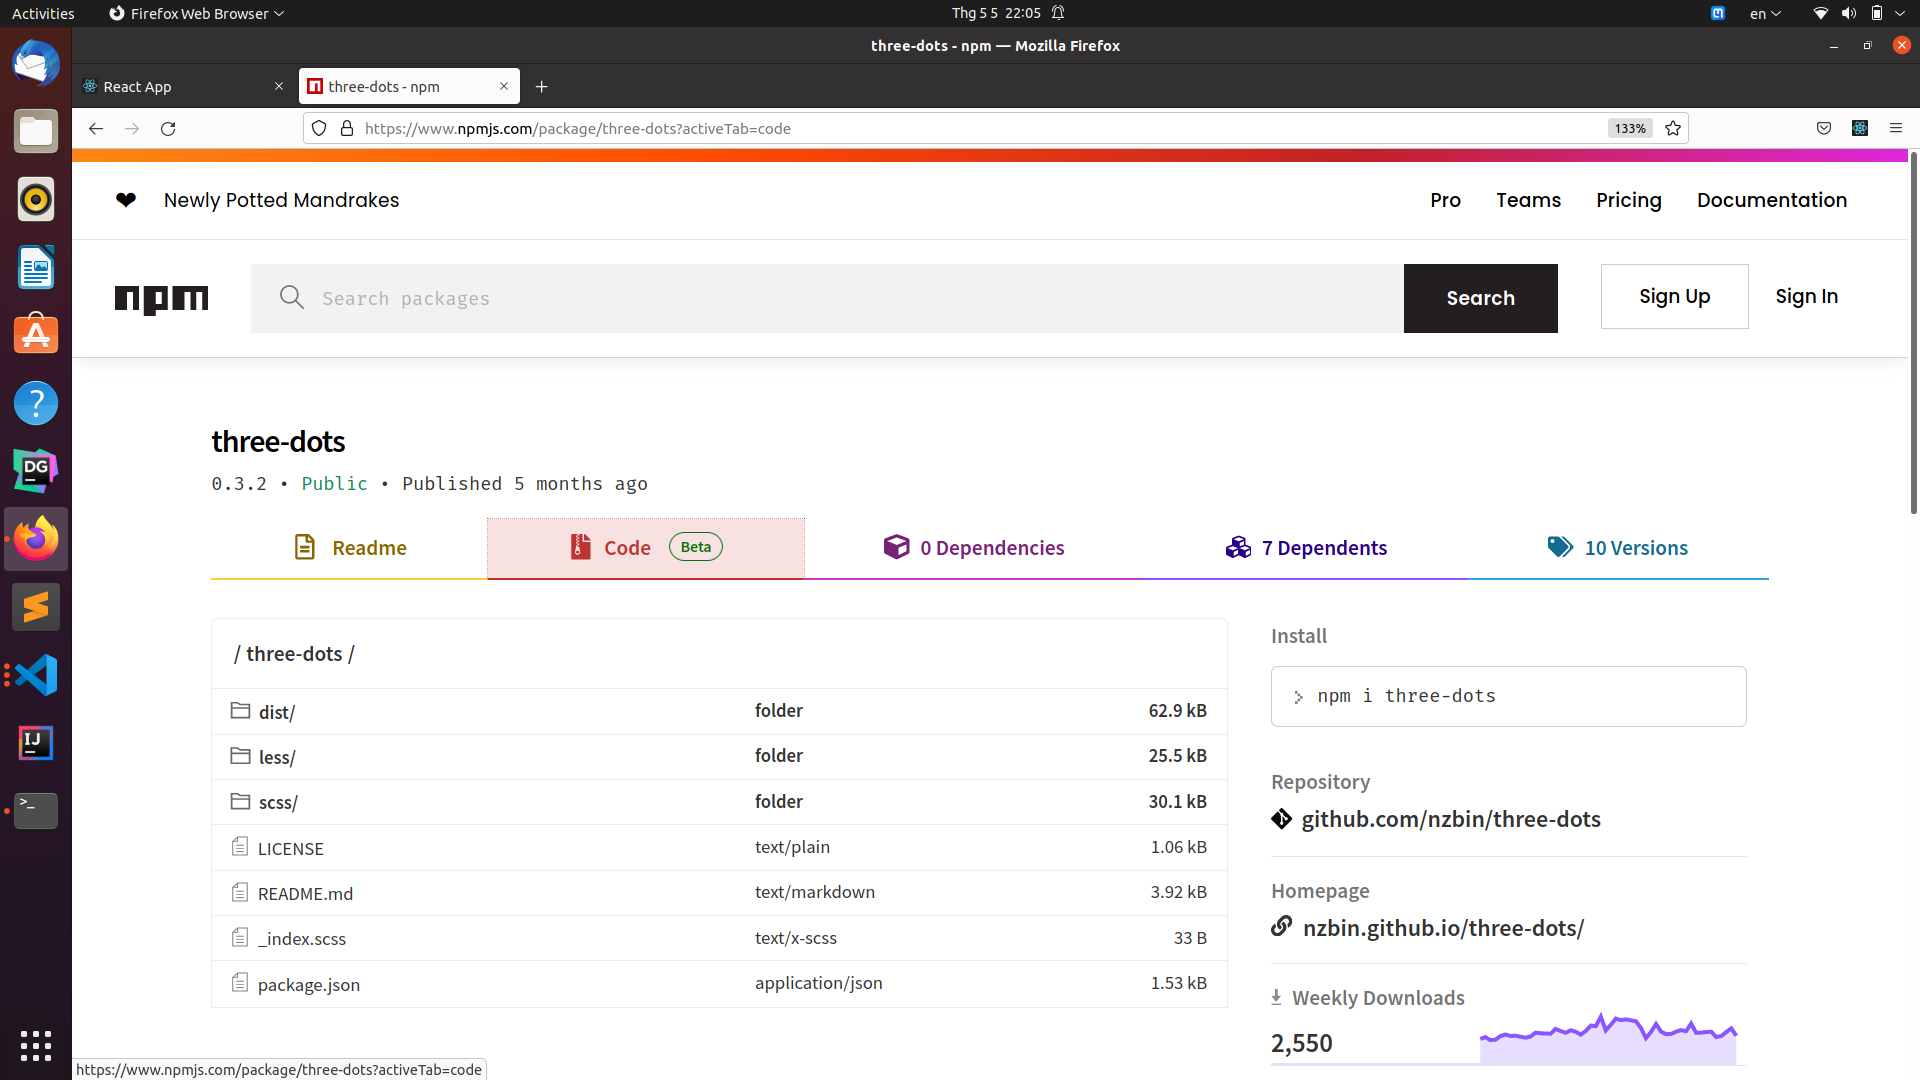 Activities
Firefox Web Browser
Thg 5 5 22:05
en
three-dots - npm — Mozilla Firefox
React App
three-dots - npm
https://www.npmjs.com/package/three-dots?activeTab=code
133%
Newly Potted Mandrakes
Pro
Teams
Pricing
Documentation
npm
Search packages
Search
Sign Up
Sign In
three-dots
0.3.2 • Public • Published 5 months ago
Readme
Code Beta
0 Dependencies
7 Dependents
10 Versions
/ three-dots /
dist/ folder 62.9 kB
less/ folder 25.5 kB
scss/ folder 30.1 kB
LICENSE text/plain 1.06 kB
README.md text/markdown 3.92 kB
_index.scss text/x-scss 33 B
package.json application/json 1.53 kB
Install
npm i three-dots
Repository
github.com/nzbin/three-dots
Homepage
nzbin.github.io/three-dots/
Weekly Downloads
2,550
DG
IJ
>_
https://www.npmjs.com/package/three-dots?activeTab=code